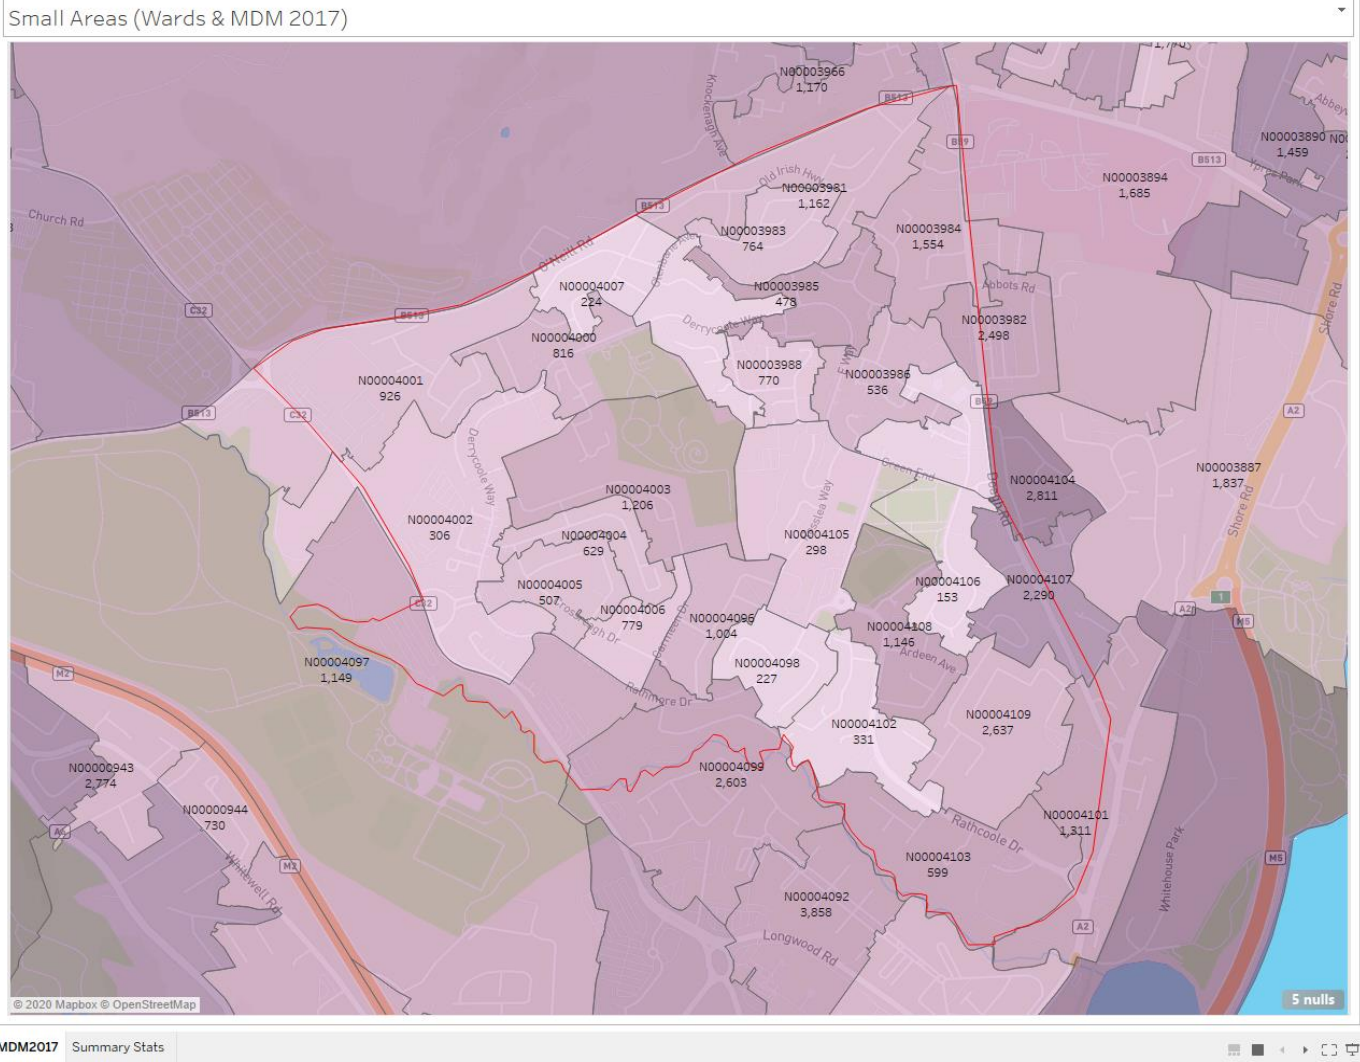 Small Areas (Wards & MDM 2017)
N00003966
1,170
Knockenagh Ave
B513
B59
Abbeyv
N00003890
1,459
B513
Ypres Park
N00003894
1,685
Old Irish Hwy
N00003981
1,162
Church Rd
B513
N00003983
764
N00003984
1,554
O'Neill Rd
N00004007
224
N00003985
478
Abbots Rd
C32
B513
Derrycoole Way
N00003982
2,498
Shore Rd
N00004000
816
N00004001
926
N00003988
770
N00003986
536
B513
C32
A2
Derrycoole Way
Green End
N00003887
1,837
N00004104
2,811
Doagh Rd
Shore Rd
N00004003
1,206
N00004002
306
N00004004
629
N00004105
298
N00004005
507
N00004106
153
N00004107
2,290
C32
N00004006
779
N00004096
1,004
N00004108
1,146
A2
1
M5
Ardeen Ave
N00004097
1,149
N00004098
227
M2
Rathmore Dr
N00004102
331
N00004109
2,637
N00000943
2,774
N00004099
2,603
N00000944
730
N00004101
1,311
Rathcoole Dr
A6
M2
Whitewell Rd
N00004103
599
Whitehouse Park
M5
N00004092
3,858
A2
Longwood Rd
© 2020 Mapbox © OpenStreetMap
5 nulls
MDM2017
Summary Stats